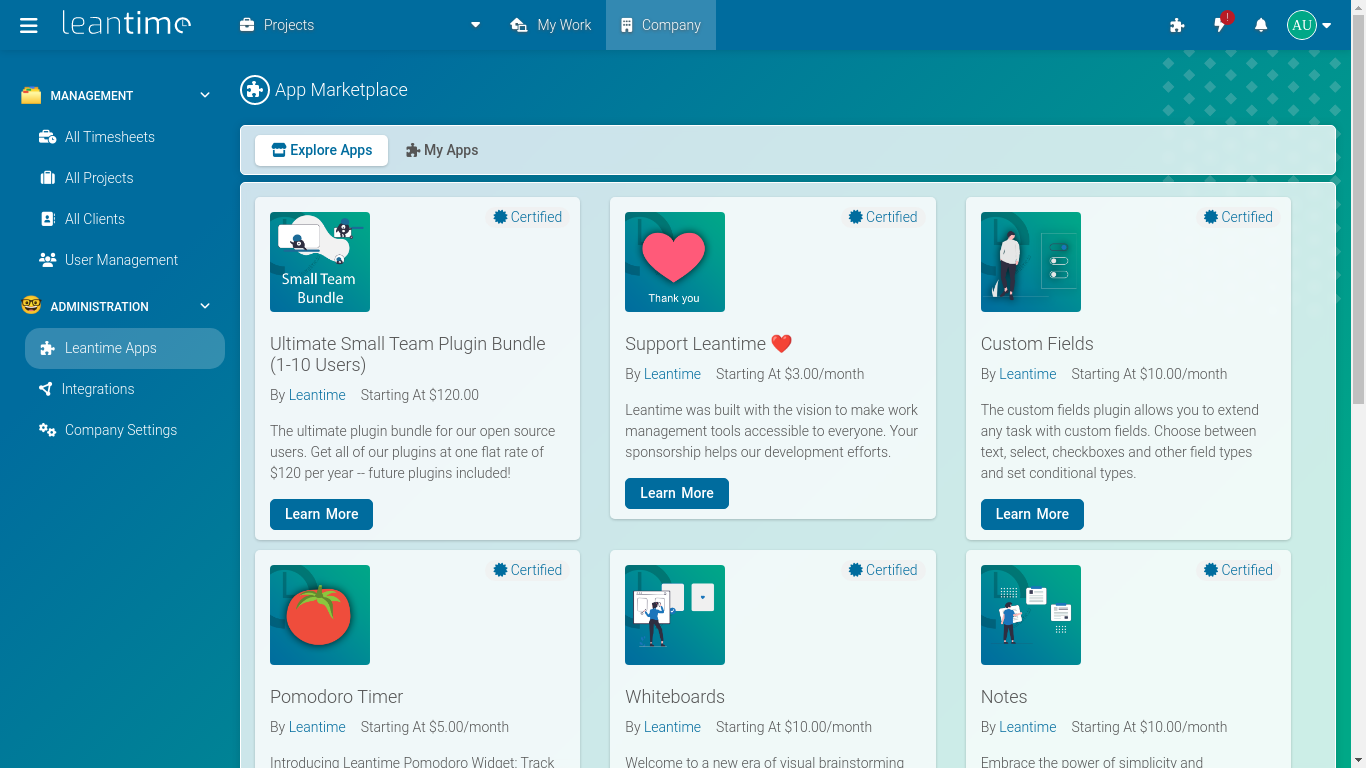 leantime
Projects
My Work
Company
!
AU
MANAGEMENT
All Timesheets
All Projects
All Clients
User Management
ADMINISTRATION
Leantime Apps
Integrations
Company Settings
App Marketplace
Explore Apps
My Apps
Certified
Small Team
Bundle
Ultimate Small Team Plugin Bundle
(1-10 Users)
By Leantime Starting At $120.00
The ultimate plugin bundle for our open source
users. Get all of our plugins at one flat rate of
$120 per year -- future plugins included!
Learn More
Certified
Thank you
Support Leantime ❤️
By Leantime Starting At $3.00/month
Leantime was built with the vision to make work
management tools accessible to everyone. Your
sponsorship helps our development efforts.
Learn More
Certified
Custom Fields
By Leantime Starting At $10.00/month
The custom fields plugin allows you to extend
any task with custom fields. Choose between
text, select, checkboxes and other field types
and set conditional types.
Learn More
Certified
Pomodoro Timer
By Leantime Starting At $5.00/month
Introducing Leantime Pomodoro Widget: Track
Certified
Whiteboards
By Leantime Starting At $10.00/month
Welcome to a new era of visual brainstorming
Certified
Notes
By Leantime Starting At $10.00/month
Embrace the power of simplicity and